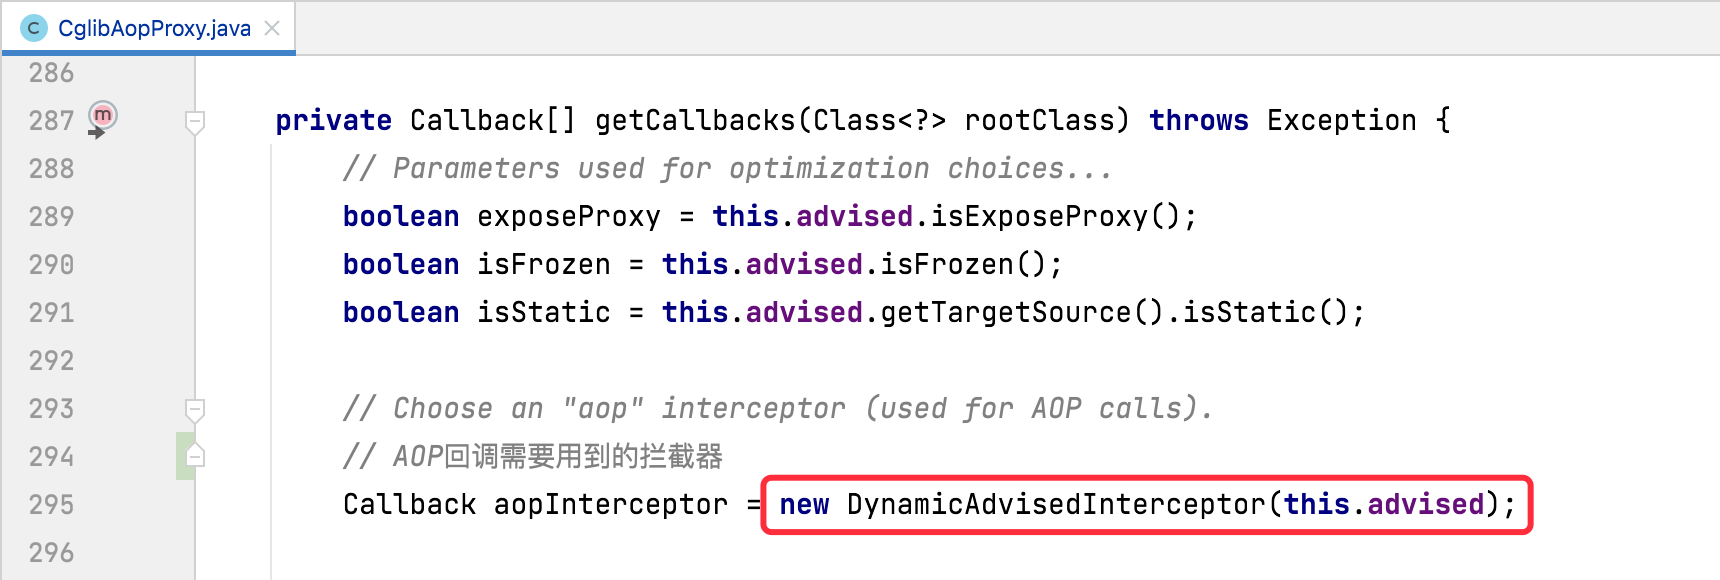 C CglibAopProxy.java
286
287 m private Callback[] getCallbacks(Class<?> rootClass) throws Exception {
288 // Parameters used for optimization choices...
289 boolean exposeProxy = this.advised.isExposeProxy();
290 boolean isFrozen = this.advised.isFrozen();
291 boolean isStatic = this.advised.getTargetSource().isStatic();
292
293 // Choose an "aop" interceptor (used for AOP calls).
294 // AOP回调需要用到的拦截器
295 Callback aopInterceptor = new DynamicAdvisedInterceptor(this.advised);
296